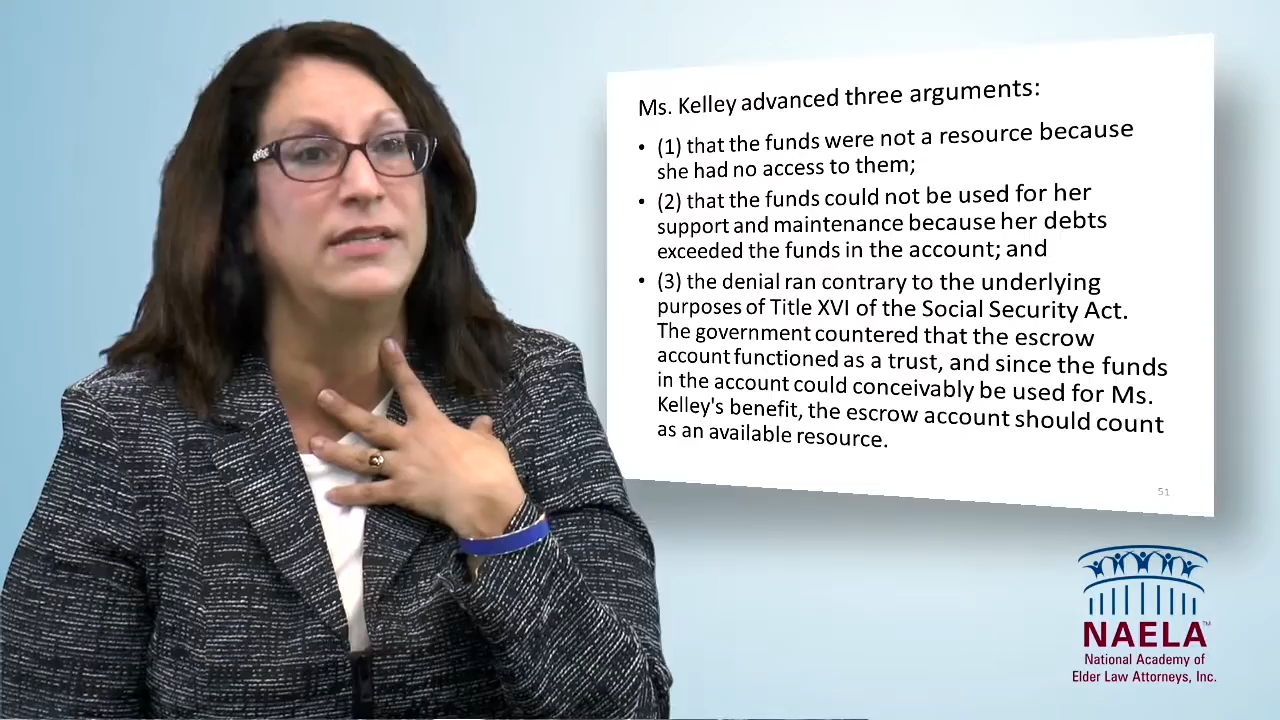 Ms. Kelley advanced three arguments:
• (1) that the funds were not a resource because
she had no access to them;
• (2) that the funds could not be used for her
support and maintenance because her debts
exceeded the funds in the account; and
• (3) the denial ran contrary to the underlying
purposes of Title XVI of the Social Security Act.
The government countered that the escrow
account functioned as a trust, and since the funds
in the account could conceivably be used for Ms.
Kelley's benefit, the escrow account should count
as an available resource.
51
NAELA™
National Academy of
Elder Law Attorneys, Inc.